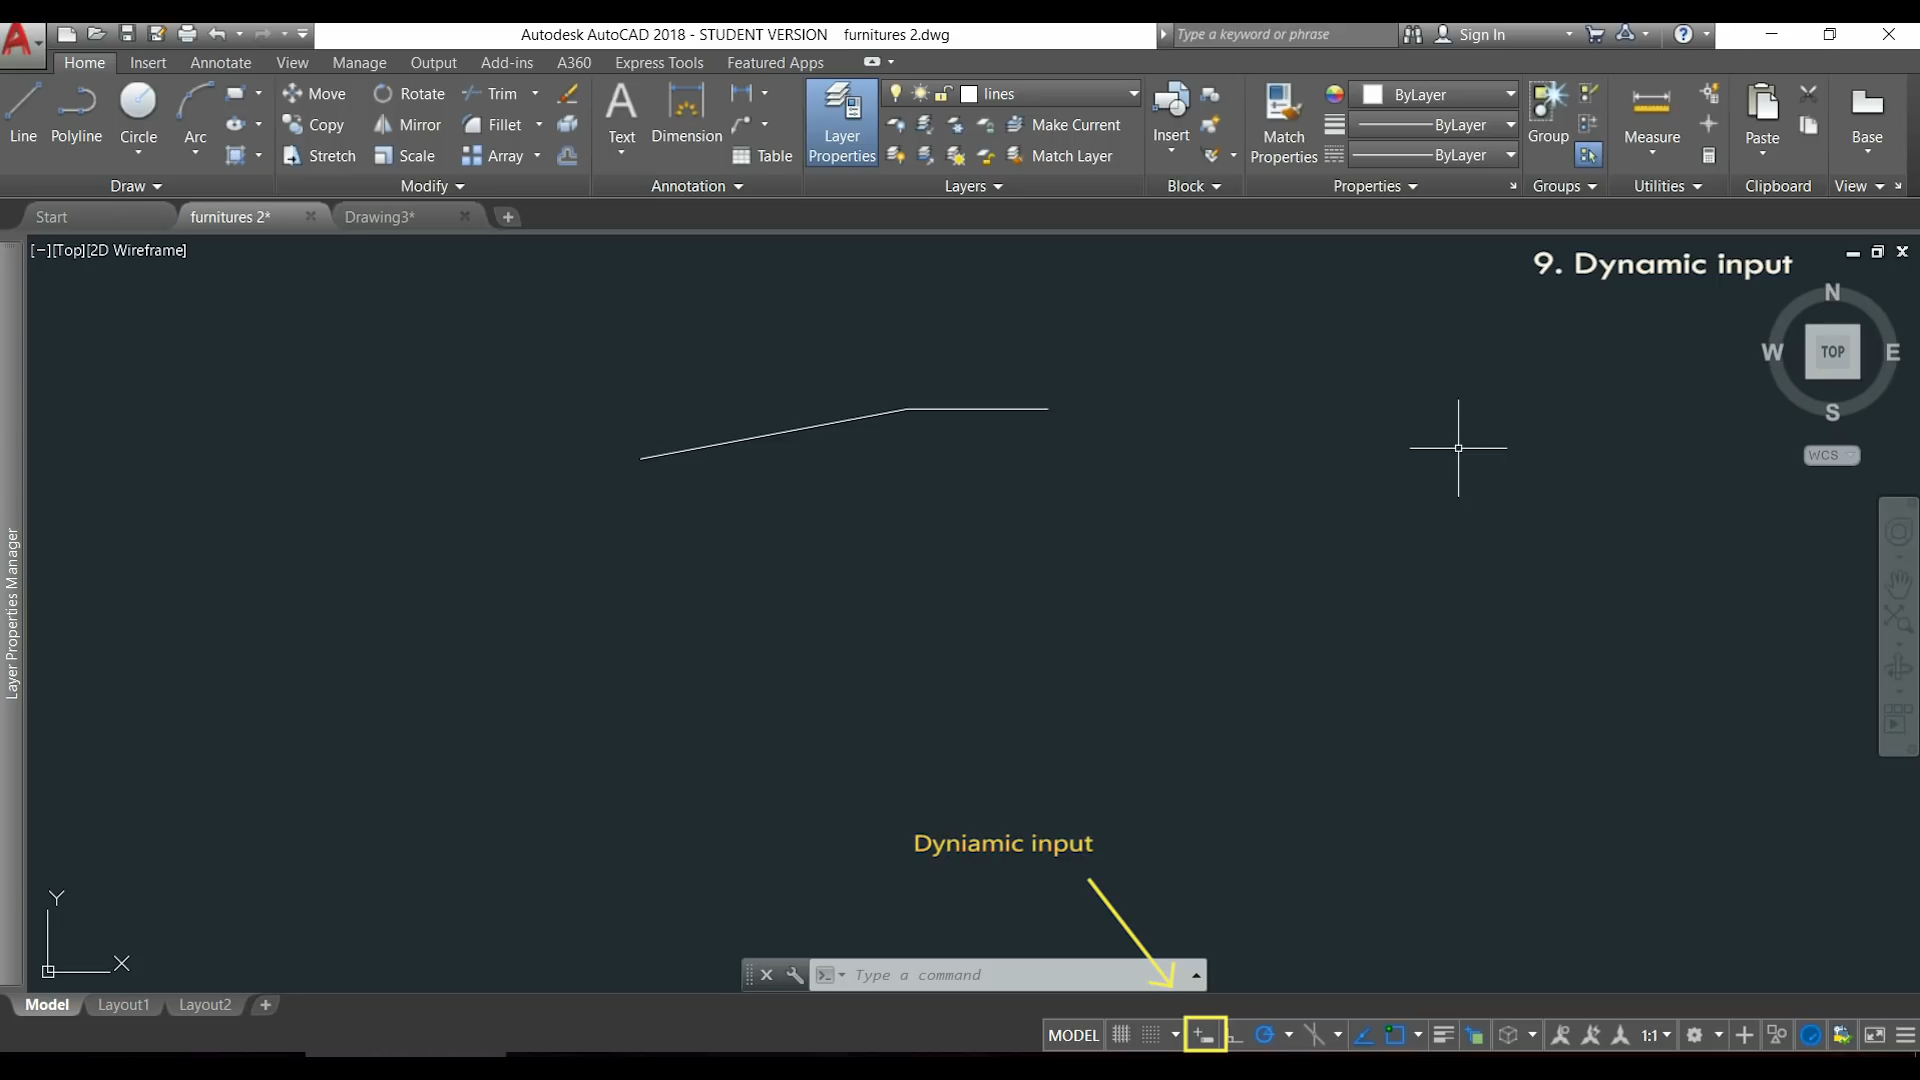 Autodesk AutoCAD 2018 - STUDENT VERSION furnitures 2.dwg
Type a keyword or phrase
Sign In
Home Insert Annotate View Manage Output Add-ins A360 Express Tools Featured Apps
Line Polyline Circle Arc
Move Rotate Trim
Copy Mirror Fillet
Stretch Scale Array
Text Dimension Table
Layer Properties
lines
Make Current
Match Layer
Insert
Match Properties
ByLayer
ByLayer
ByLayer
Group
Measure
Paste
Base
Draw Modify Annotation Layers Block Properties Groups Utilities Clipboard View
Start furnitures 2* Drawing3*
[−][Top][2D Wireframe]
9. Dynamic input
N
W TOP E
S
WCS
Layer Properties Manager
Dyniamic input
Y
X
Type a command
Model Layout1 Layout2
MODEL 1:1